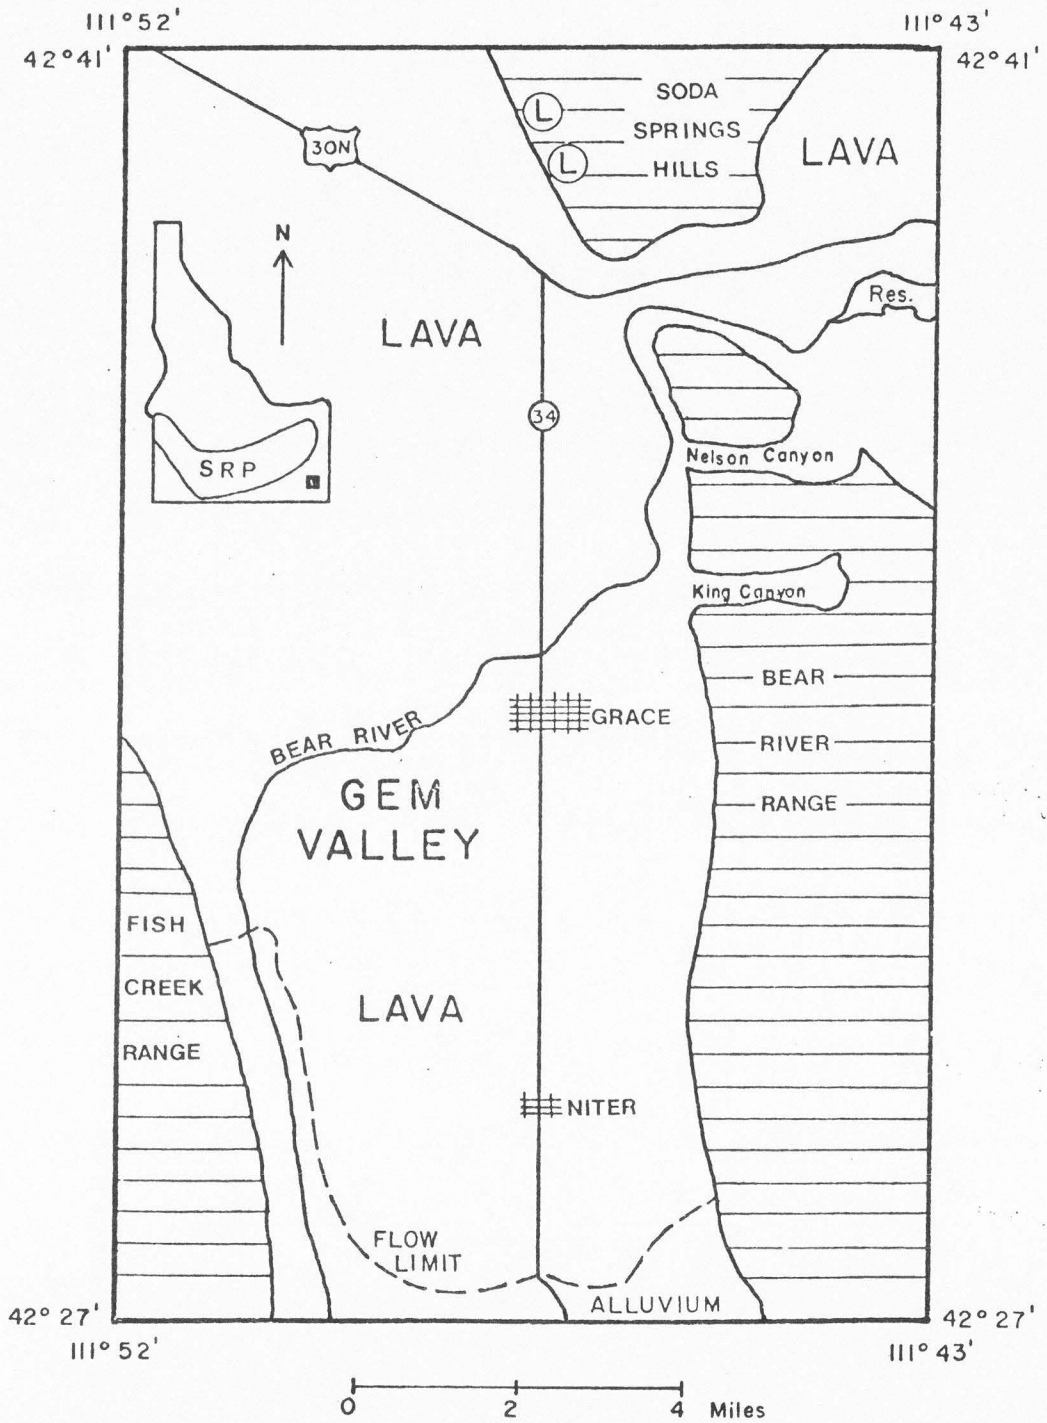 111°52'
111°43'
42°41'
42°41'
SODA
L
SPRINGS
30N
LAVA
L
HILLS
N
Res.
LAVA
34
Nelson Canyon
SRP
King Canyon
BEAR
GRACE
BEAR RIVER
RIVER
GEM
RANGE
VALLEY
FISH
CREEK
LAVA
RANGE
NITER
FLOW
LIMIT
ALLUVIUM
42°27'
42°27'
111°52'
111°43'
0 2 4 Miles